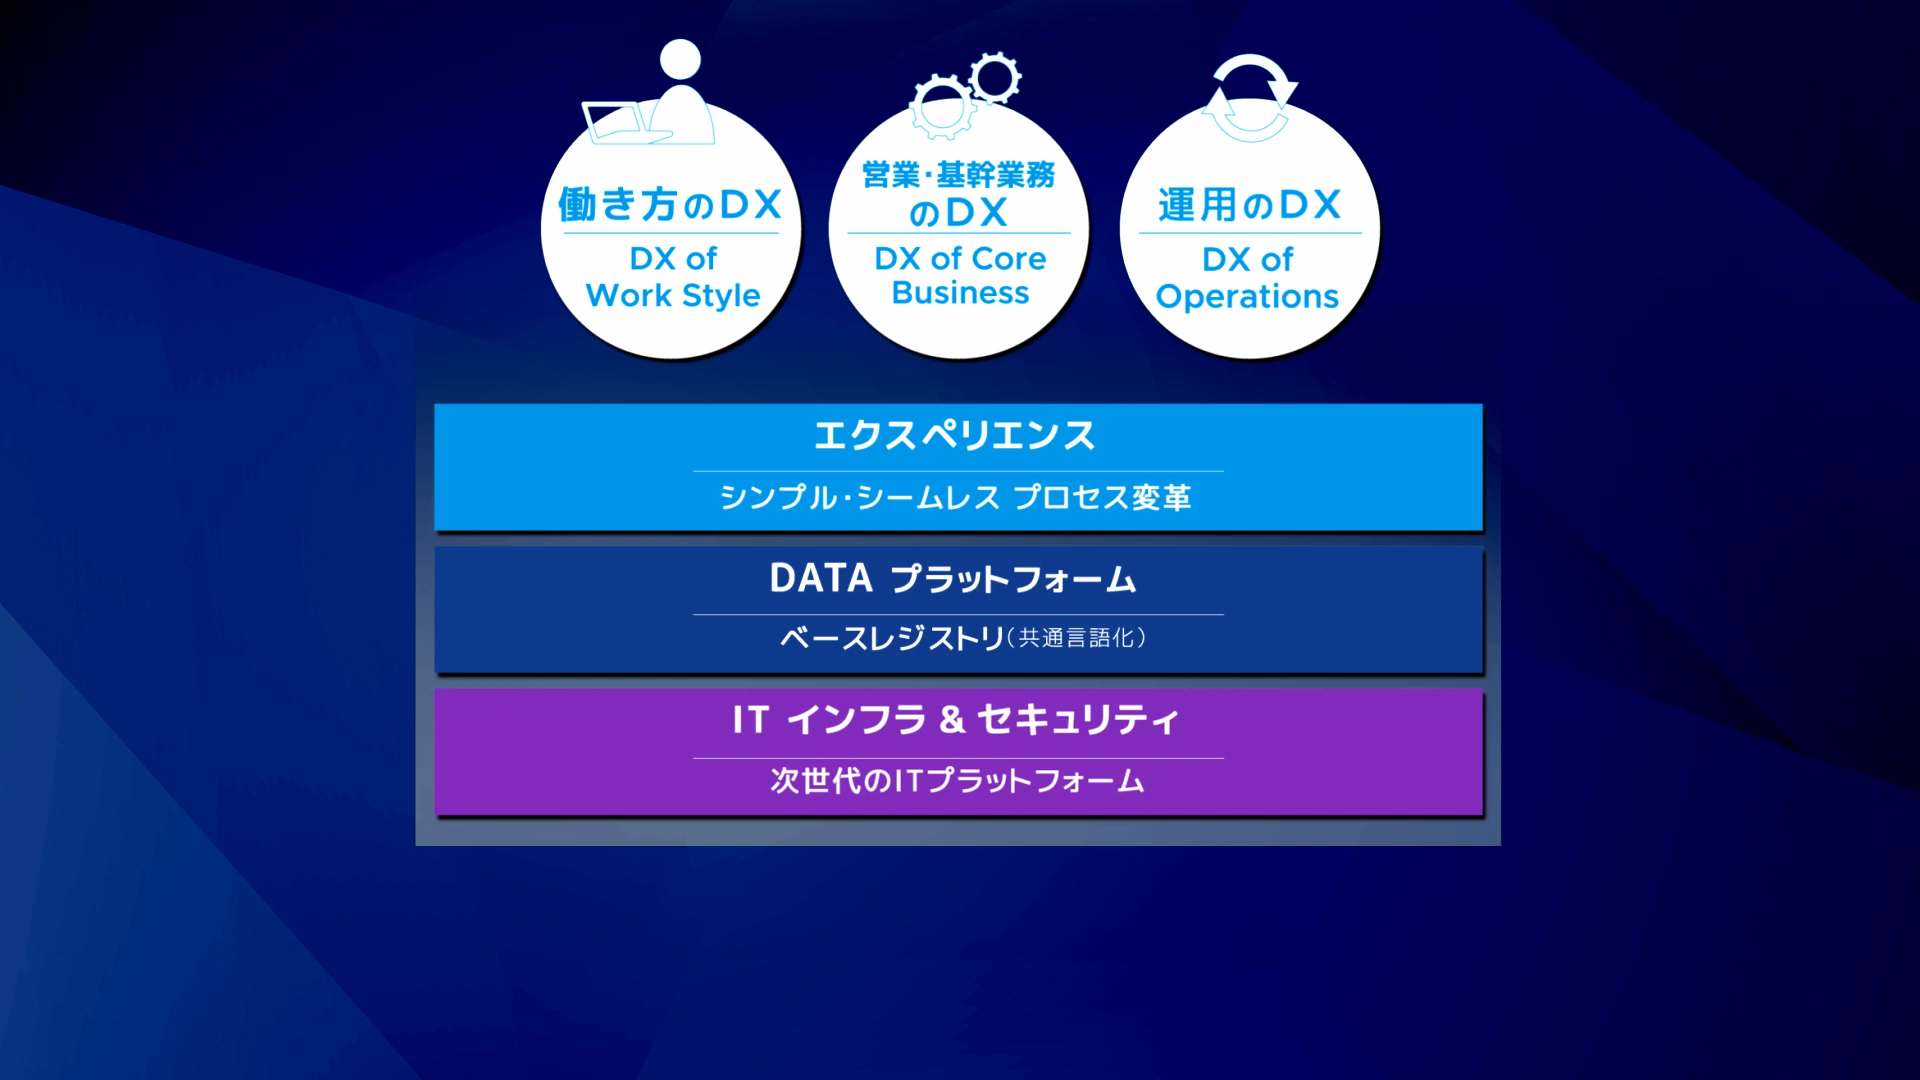 働き方のDX
DX of
Work Style
営業・基幹業務
のDX
DX of Core
Business
運用のDX
DX of
Operations
エクスペリエンス
シンプル・シームレス プロセス変革
DATA プラットフォーム
ベースレジストリ（共通言語化）
IT インフラ & セキュリティ
次世代のITプラットフォーム